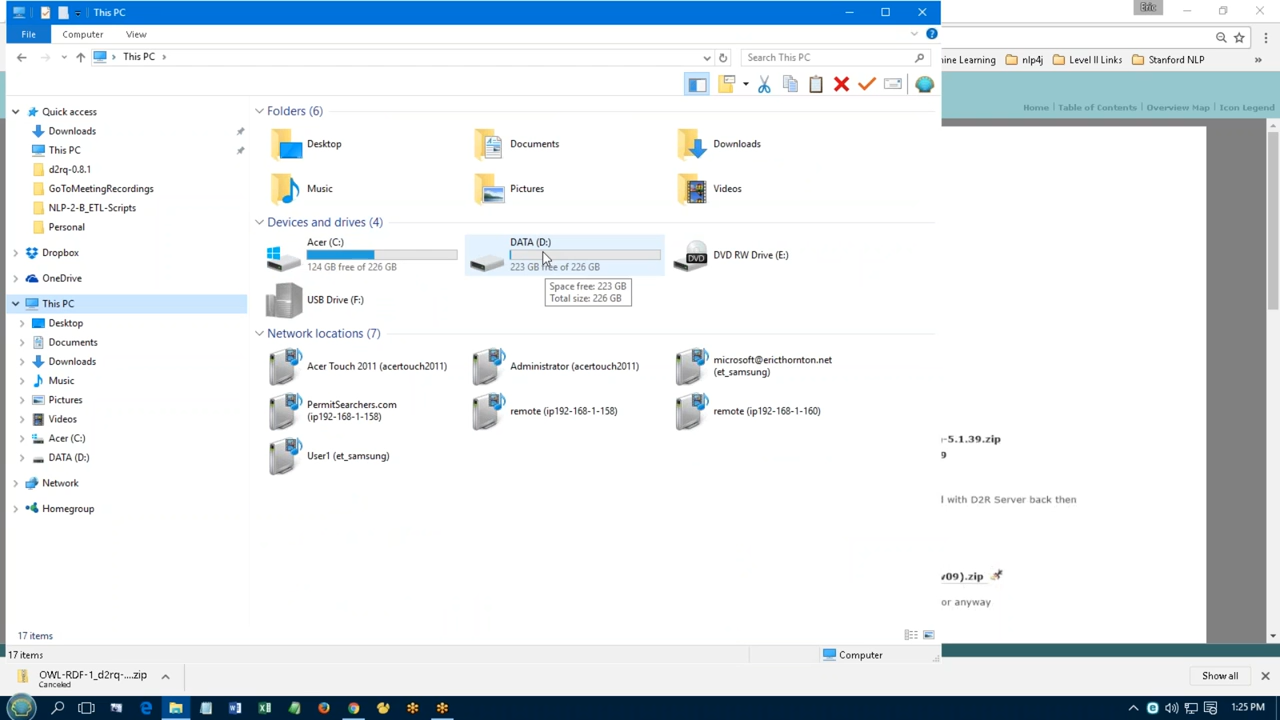 This PC
Eric
File
Computer
View
This PC
Search This PC
ine Learning
nlp4j
Level II Links
Stanford NLP
»
Home | Table of Contents | Overview Map | Icon Legend
Quick access
Downloads
This PC
d2rq-0.8.1
GoToMeetingRecordings
NLP-2-B_ETL-Scripts
Personal
Dropbox
OneDrive
This PC
Desktop
Documents
Downloads
Music
Pictures
Videos
Acer (C:)
DATA (D:)
Network
Homegroup
Folders (6)
Desktop
Documents
Downloads
Music
Pictures
Videos
Devices and drives (4)
Acer (C:)
124 GB free of 226 GB
DATA (D:)
223 GB free of 226 GB
DVD
DVD RW Drive (E:)
Space free: 223 GB
Total size: 226 GB
USB Drive (F:)
Network locations (7)
Acer Touch 2011 (acertouch2011)
Administrator (acertouch2011)
microsoft@ericthornton.net
(et_samsung)
PermitSearchers.com
(ip192-168-1-158)
remote (ip192-168-1-158)
remote (ip192-168-1-160)
User1 (et_samsung)
-5.1.39.zip
9
d with D2R Server back then
v09).zip
or anyway
17 items
17 items
Computer
OWL-RDF-1_d2rq-....zip
Canceled
Show all
1:25 PM